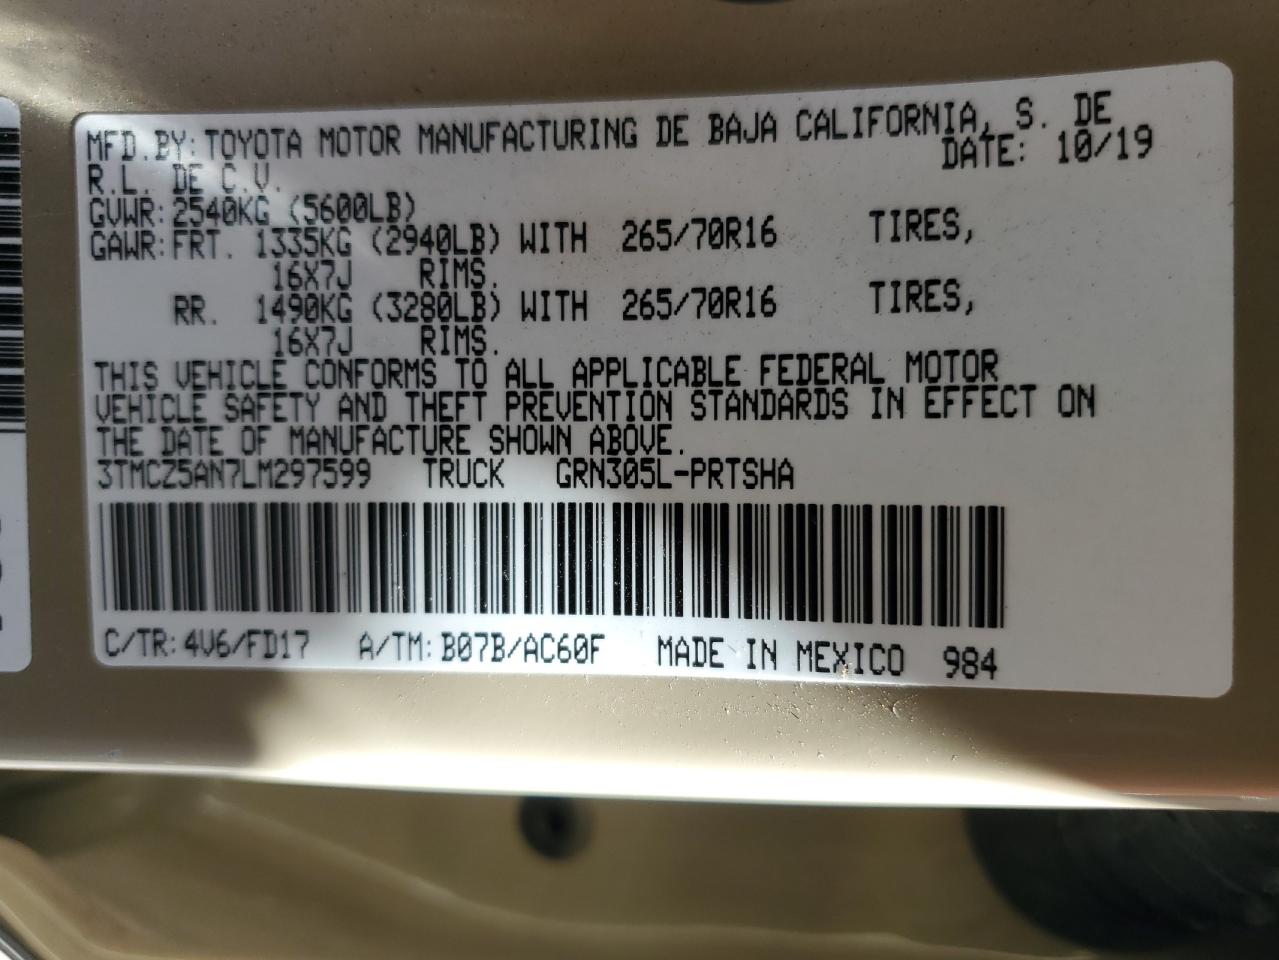 MFD.BY: TOYOTA MOTOR MANUFACTURING DE BAJA CALIFORNIA, S. DE
R.L. DE C.V. DATE: 10/19
GVWR: 2540KG (5600LB)
GAWR: FRT. 1335KG (2940LB) WITH 265/70R16 TIRES,
16X7J RIMS.
RR. 1490KG (3280LB) WITH 265/70R16 TIRES,
16X7J RIMS.
THIS VEHICLE CONFORMS TO ALL APPLICABLE FEDERAL MOTOR
VEHICLE SAFETY AND THEFT PREVENTION STANDARDS IN EFFECT ON
THE DATE OF MANUFACTURE SHOWN ABOVE.
3TMCZ5AN7LM297599 TRUCK GRN305L-PRTSHA
C/TR: 4V6/FD17 A/TM: B07B/AC60F MADE IN MEXICO 984